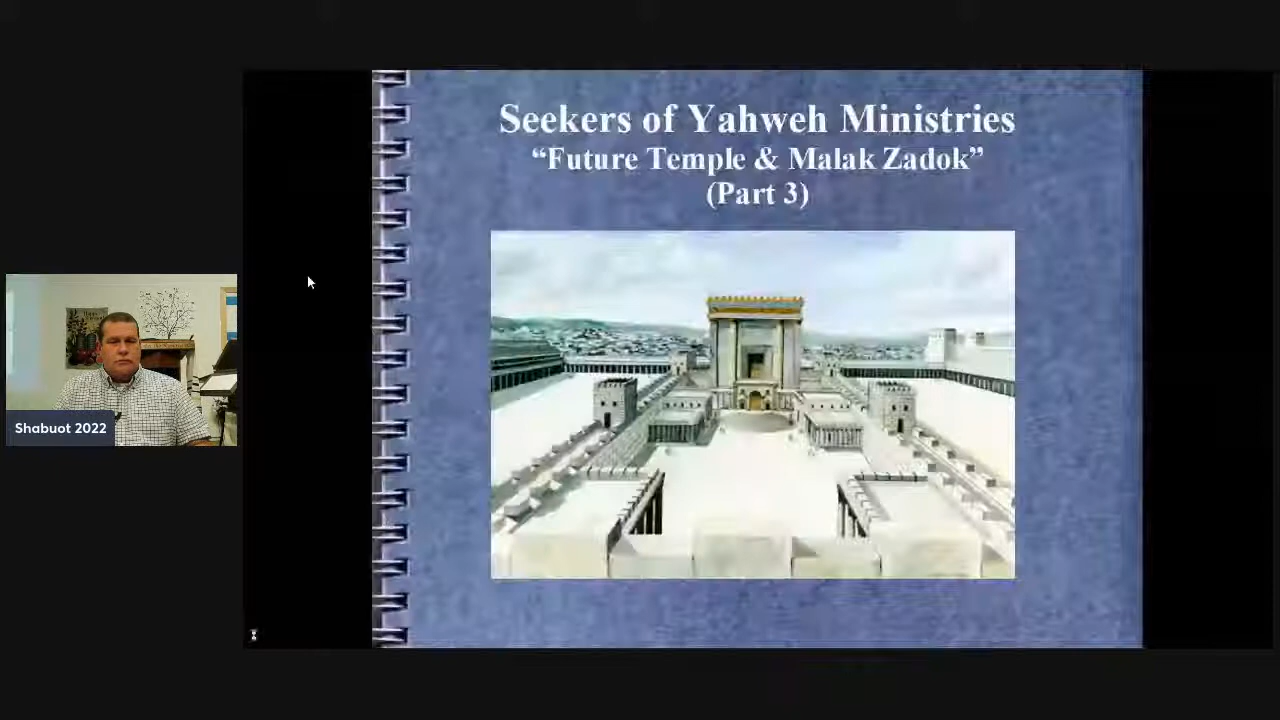 Seekers of Yahweh Ministries
“Future Temple & Malak Zadok”
(Part 3)
Shabuot 2022